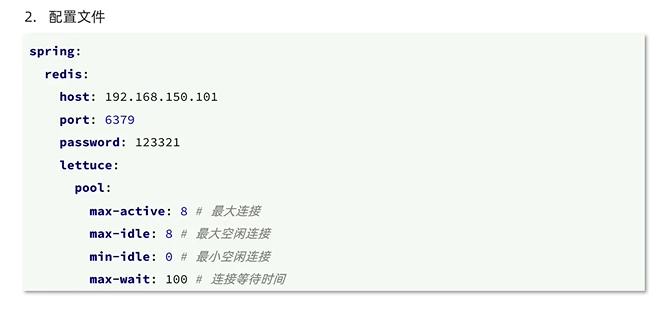 2. 配置文件
spring:
  redis:
    host: 192.168.150.101
    port: 6379
    password: 123321
    lettuce:
      pool:
        max-active: 8 # 最大连接
        max-idle: 8 # 最大空闲连接
        min-idle: 0 # 最小空闲连接
        max-wait: 100 # 连接等待时间